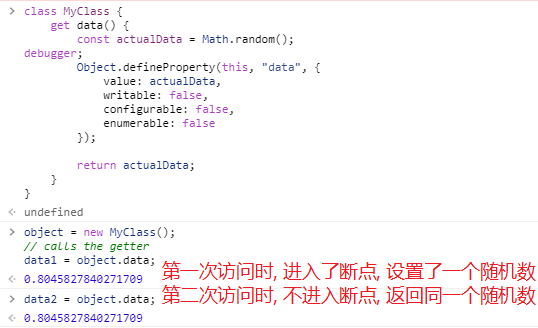 class MyClass {
get data() {
const actualData = Math.random();
debugger;
Object.defineProperty(this, "data", {
value: actualData,
writable: false,
configurable: false,
enumerable: false
});
return actualData;
}
}
undefined
object = new MyClass();
// calls the getter
data1 = object.data; 第一次访问时, 进入了断点, 设置了一个随机数
0.8045827840271709
data2 = object.data; 第二次访问时, 不进入断点, 返回同一个随机数
0.8045827840271709